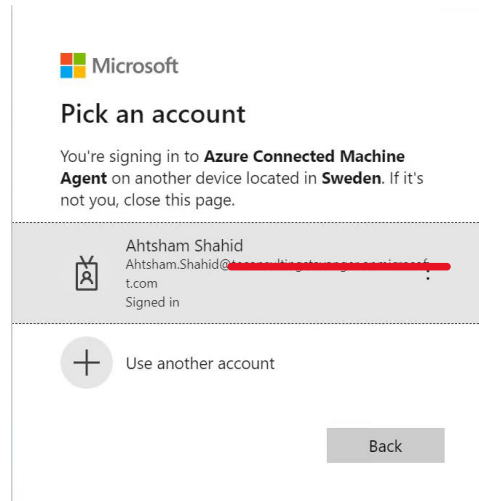 Microsoft
Pick an account
You're signing in to Azure Connected Machine
Agent on another device located in Sweden. If it's
not you, close this page.
Ahtsham Shahid
Ahtsham.Shahid@
t.com
Signed in
Use another account
Back